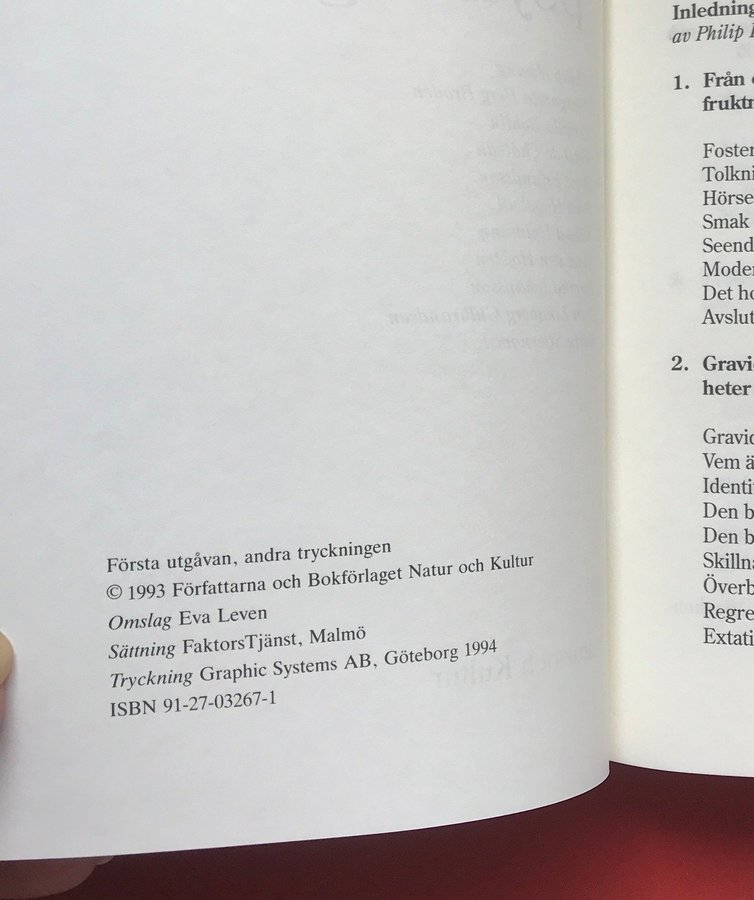 Första utgåvan, andra tryckningen
© 1993 Författarna och Bokförlaget Natur och Kultur
Omslag Eva Leven
Sättning FaktorsTjänst, Malmö
Tryckning Graphic Systems AB, Göteborg 1994
ISBN 91-27-03267-1
Inledning
av Philip
1. Från
fruktn
Foster
Tolkni
Hörse
Smak
Seend
Moder
Det ho
Avslut
2. Gravi
heter
Gravid
Vem ä
Identi
Den b
Den b
Skillna
Överb
Regre
Extati